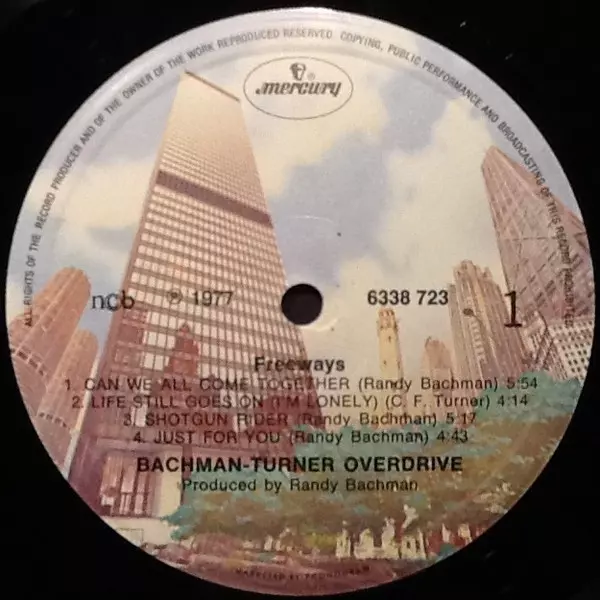 ALL RIGHTS OF THE RECORD PRODUCER AND OF THE OWNER OF THE WORK REPRODUCED RESERVED. COPYING, PUBLIC PERFORMANCE AND BROADCASTING OF THIS RECORD PROHIBITED
mercury ®
ncb ℗ 1977 6338 723 1
Freeways
1. CAN WE ALL COME TOGETHER (Randy Bachman) 5:54
2. LIFE STILL GOES ON (I'M LONELY) (C. F. Turner) 4:14
3. SHOTGUN RIDER (Randy Bachman) 5:17
4. JUST FOR YOU (Randy Bachman) 4:43
BACHMAN-TURNER OVERDRIVE
Produced by Randy Bachman
MARKETED BY PHONOGRAM